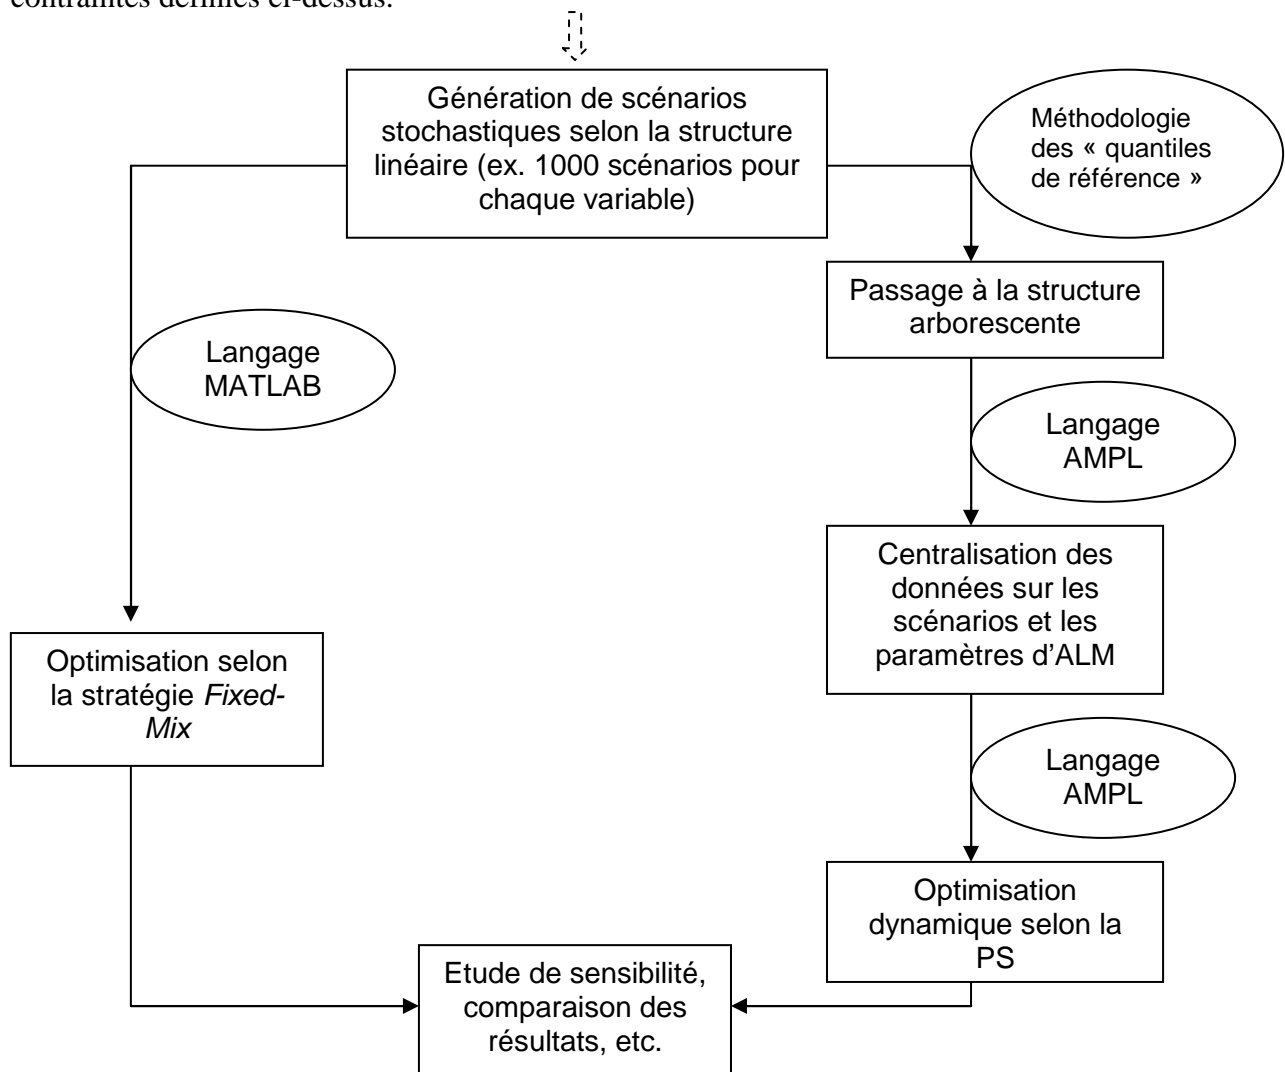 contraintes définies ci-dessus.
Génération de scénarios
stochastiques selon la structure
linéaire (ex. 1000 scénarios pour
chaque variable)
Méthodologie
des « quantiles
de référence »
Passage à la structure
arborescente
Langage
MATLAB
Langage
AMPL
Centralisation des
données sur les
scénarios et les
paramètres d'ALM
Optimisation selon
la stratégie Fixed-
Mix
Langage
AMPL
Optimisation
dynamique selon la
PS
Etude de sensibilité,
comparaison des
résultats, etc.